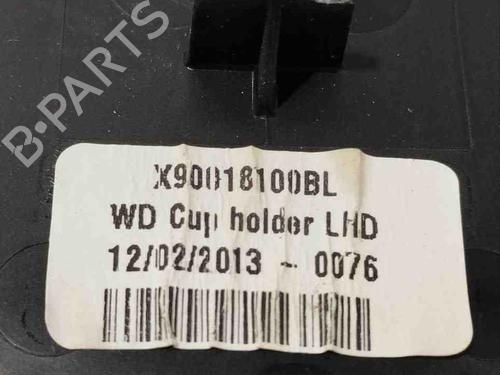 B-PARTS
X90018100BL
WD Cup holder LHD
12/02/2013 - 0076